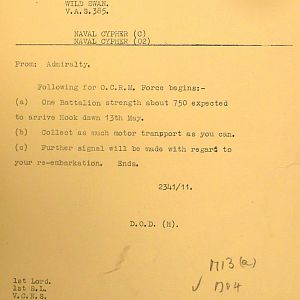 WILD SWAN.
V.A.S.385.
NAVAL CYPHER (C)
NAVAL CYPHER (02)
From: Admiralty.
Following for O.C.R.M. Force begins:-
(a) One Battalion strength about 750 expected
to arrive Hook dawn 13th May.
(b) Collect as much motor transport as you can.
(c) Further signal will be made with regard to
your re-embarkation. Ends.
2341/11.
D.O.D. (H).
M13 (a)
M04
1st Lord.
1st S.L.
V.C.N.S.